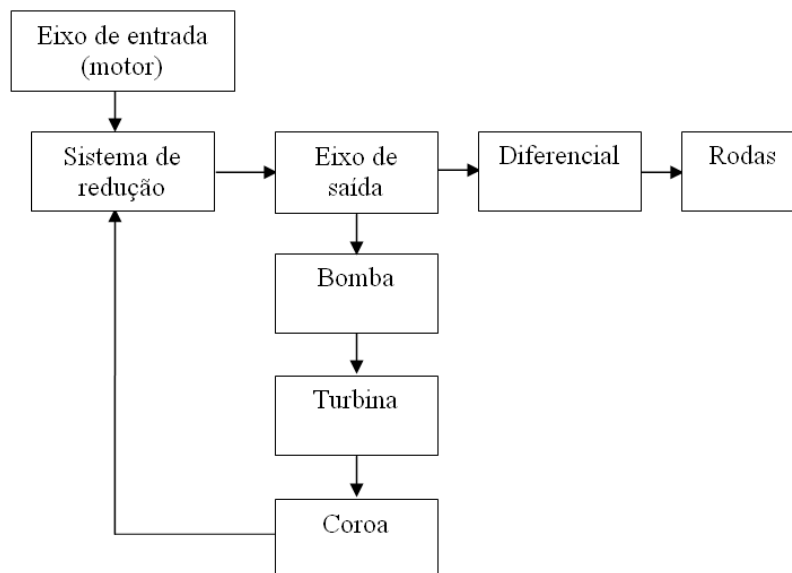 Eixo de entrada
(motor)
Sistema de
redução
Eixo de
saída
Diferencial
Rodas
Bomba
Turbina
Coroa